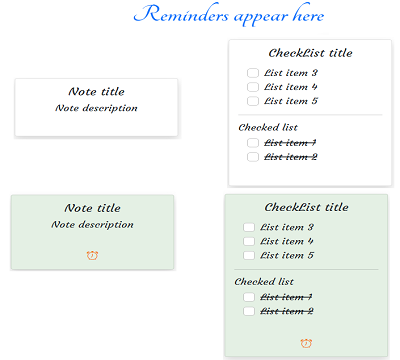 Reminders appear here
Note title
Note description
CheckList title
List item 3
List item 4
List item 5
Checked list
List item 1
List item 2
Note title
Note description
CheckList title
List item 3
List item 4
List item 5
Checked list
List item 1
List item 2